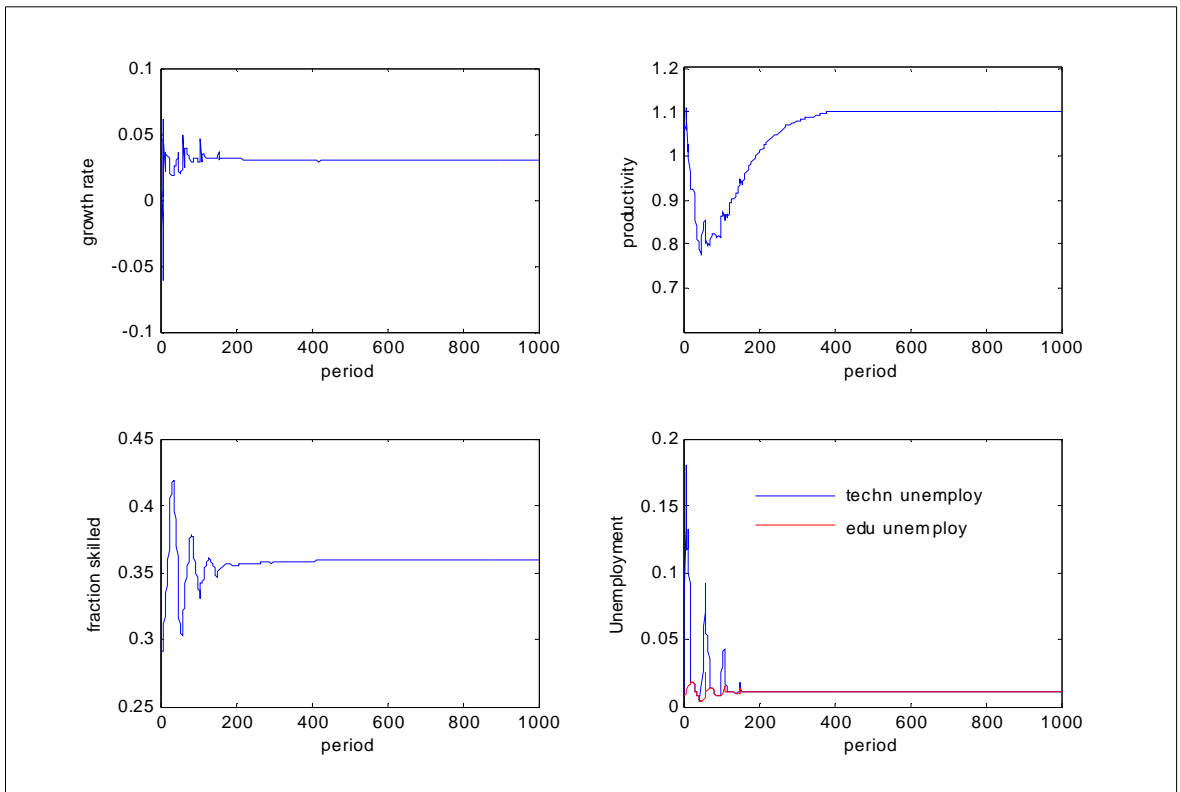 0.1
0.05
0
-0.05
-0.1
growth rate
0 200 400 600 800 1000
period
1.2
1.1
1
0.9
0.8
0.7
productivity
0 200 400 600 800 1000
period
0.45
0.4
0.35
0.3
0.25
fraction skilled
0 200 400 600 800 1000
period
0.2
0.15
0.1
0.05
0
Unemployment
techn unemploy
edu unemploy
0 200 400 600 800 1000
period